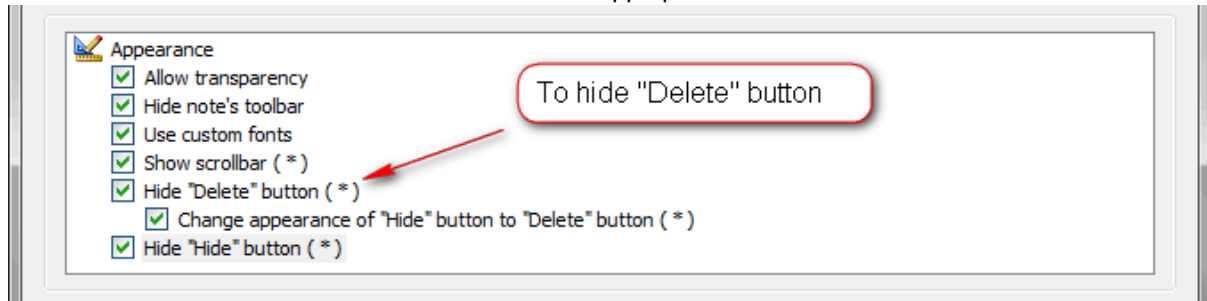 Appearance
Allow transparency
Hide note's toolbar
Use custom fonts
Show scrollbar ( * )
Hide "Delete" button ( * )
Change appearance of "Hide" button to "Delete" button ( * )
Hide "Hide" button ( * )
To hide "Delete" button